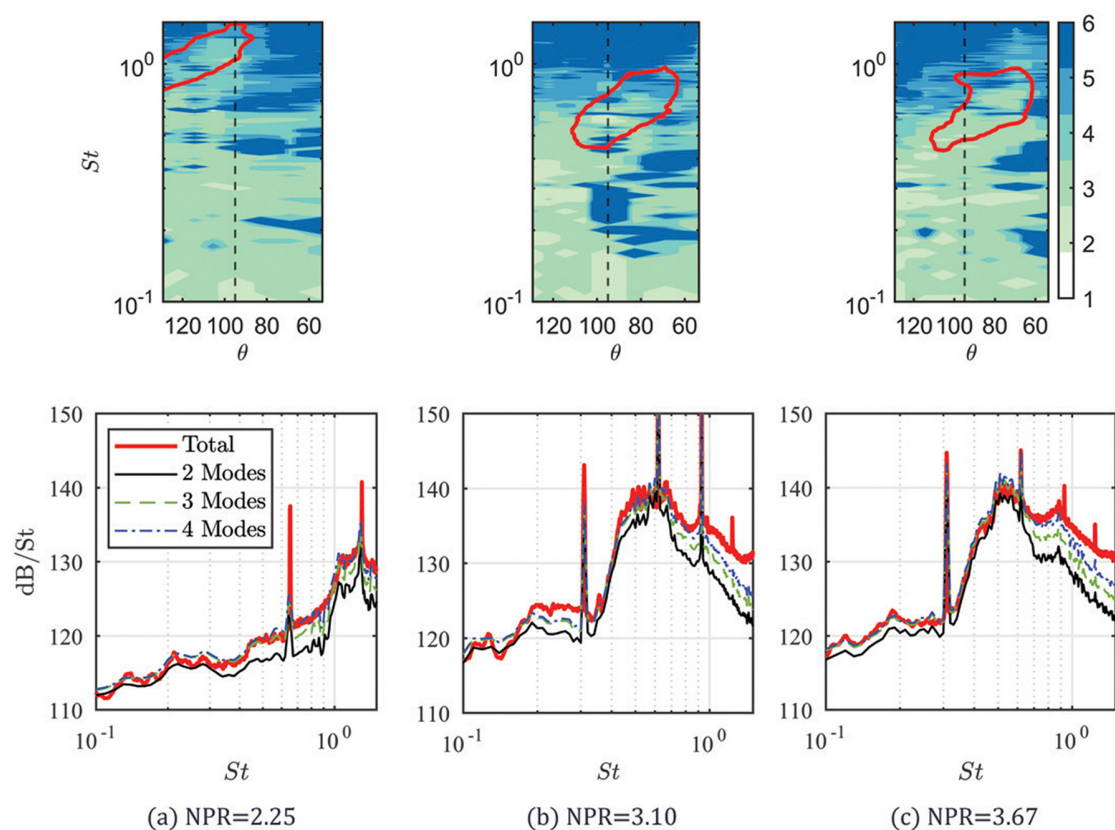 St
10^0
10^-1
120 100 80 60
θ
10^0
10^-1
120 100 80 60
θ
10^0
10^-1
120 100 80 60
θ
6
5
4
3
2
1
dB/St
150
140
130
120
110
Total
2 Modes
3 Modes
4 Modes
10^-1 10^0
St
150
140
130
120
110
10^-1 10^0
St
150
140
130
120
110
10^-1 10^0
St
(a) NPR=2.25
(b) NPR=3.10
(c) NPR=3.67